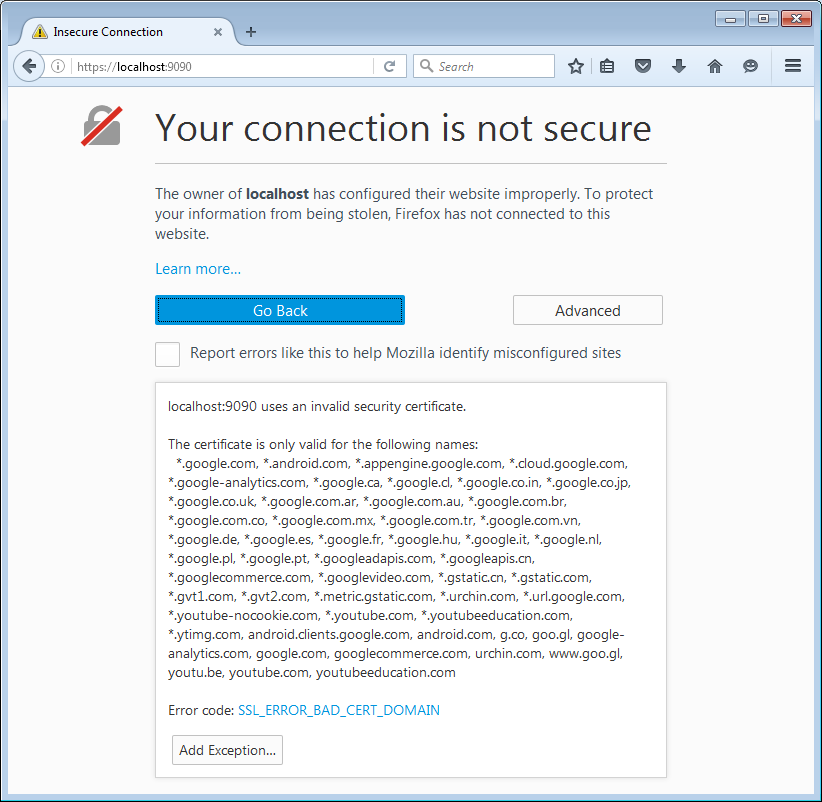 Insecure Connection
https://localhost:9090
Search
Your connection is not secure
The owner of localhost has configured their website improperly. To protect
your information from being stolen, Firefox has not connected to this
website.
Learn more...
Go Back
Advanced
Report errors like this to help Mozilla identify misconfigured sites
localhost:9090 uses an invalid security certificate.
The certificate is only valid for the following names:
*.google.com, *.android.com, *.appengine.google.com, *.cloud.google.com,
*.google-analytics.com, *.google.ca, *.google.cl, *.google.co.in, *.google.co.jp,
*.google.co.uk, *.google.com.ar, *.google.com.au, *.google.com.br,
*.google.com.co, *.google.com.mx, *.google.com.tr, *.google.com.vn,
*.google.de, *.google.es, *.google.fr, *.google.hu, *.google.it, *.google.nl,
*.google.pl, *.google.pt, *.googleadapis.com, *.googleapis.cn,
*.googlecommerce.com, *.googlevideo.com, *.gstatic.cn, *.gstatic.com,
*.gvt1.com, *.gvt2.com, *.metric.gstatic.com, *.urchin.com, *.url.google.com,
*.youtube-nocookie.com, *.youtube.com, *.youtubeeducation.com,
*.ytimg.com, android.clients.google.com, android.com, g.co, goo.gl, google-
analytics.com, google.com, googlecommerce.com, urchin.com, www.goo.gl,
youtu.be, youtube.com, youtubeeducation.com
Error code: SSL_ERROR_BAD_CERT_DOMAIN
Add Exception...